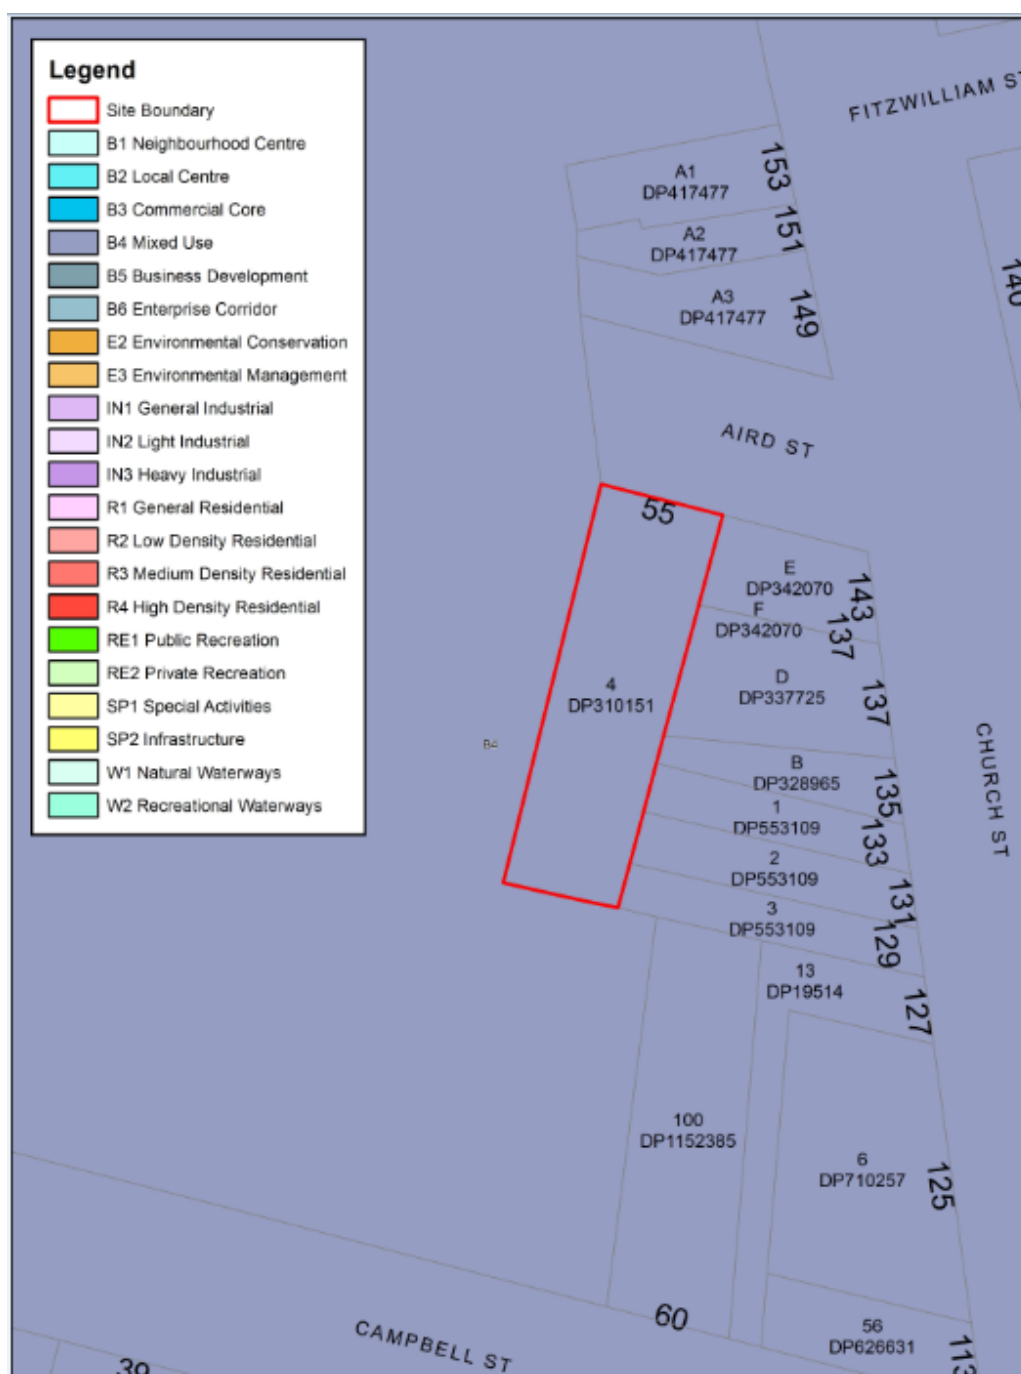 Legend
Site Boundary
B1 Neighbourhood Centre
B2 Local Centre
B3 Commercial Core
B4 Mixed Use
B5 Business Development
B6 Enterprise Corridor
E2 Environmental Conservation
E3 Environmental Management
IN1 General Industrial
IN2 Light Industrial
IN3 Heavy Industrial
R1 General Residential
R2 Low Density Residential
R3 Medium Density Residential
R4 High Density Residential
RE1 Public Recreation
RE2 Private Recreation
SP1 Special Activities
SP2 Infrastructure
W1 Natural Waterways
W2 Recreational Waterways
FITZWILLIAM ST
A1
DP417477
153
A2
DP417477
151
A3
DP417477
149
140
AIRD ST
55
E
DP342070
143
F
DP342070
137
4
DP310151
D
DP337725
137
B4
CHURCH ST
B
DP328965
135
1
DP553109
133
2
DP553109
131
3
DP553109
129
13
DP19514
127
100
DP1152385
6
DP710257
125
60
CAMPBELL ST
56
DP626631
113
39